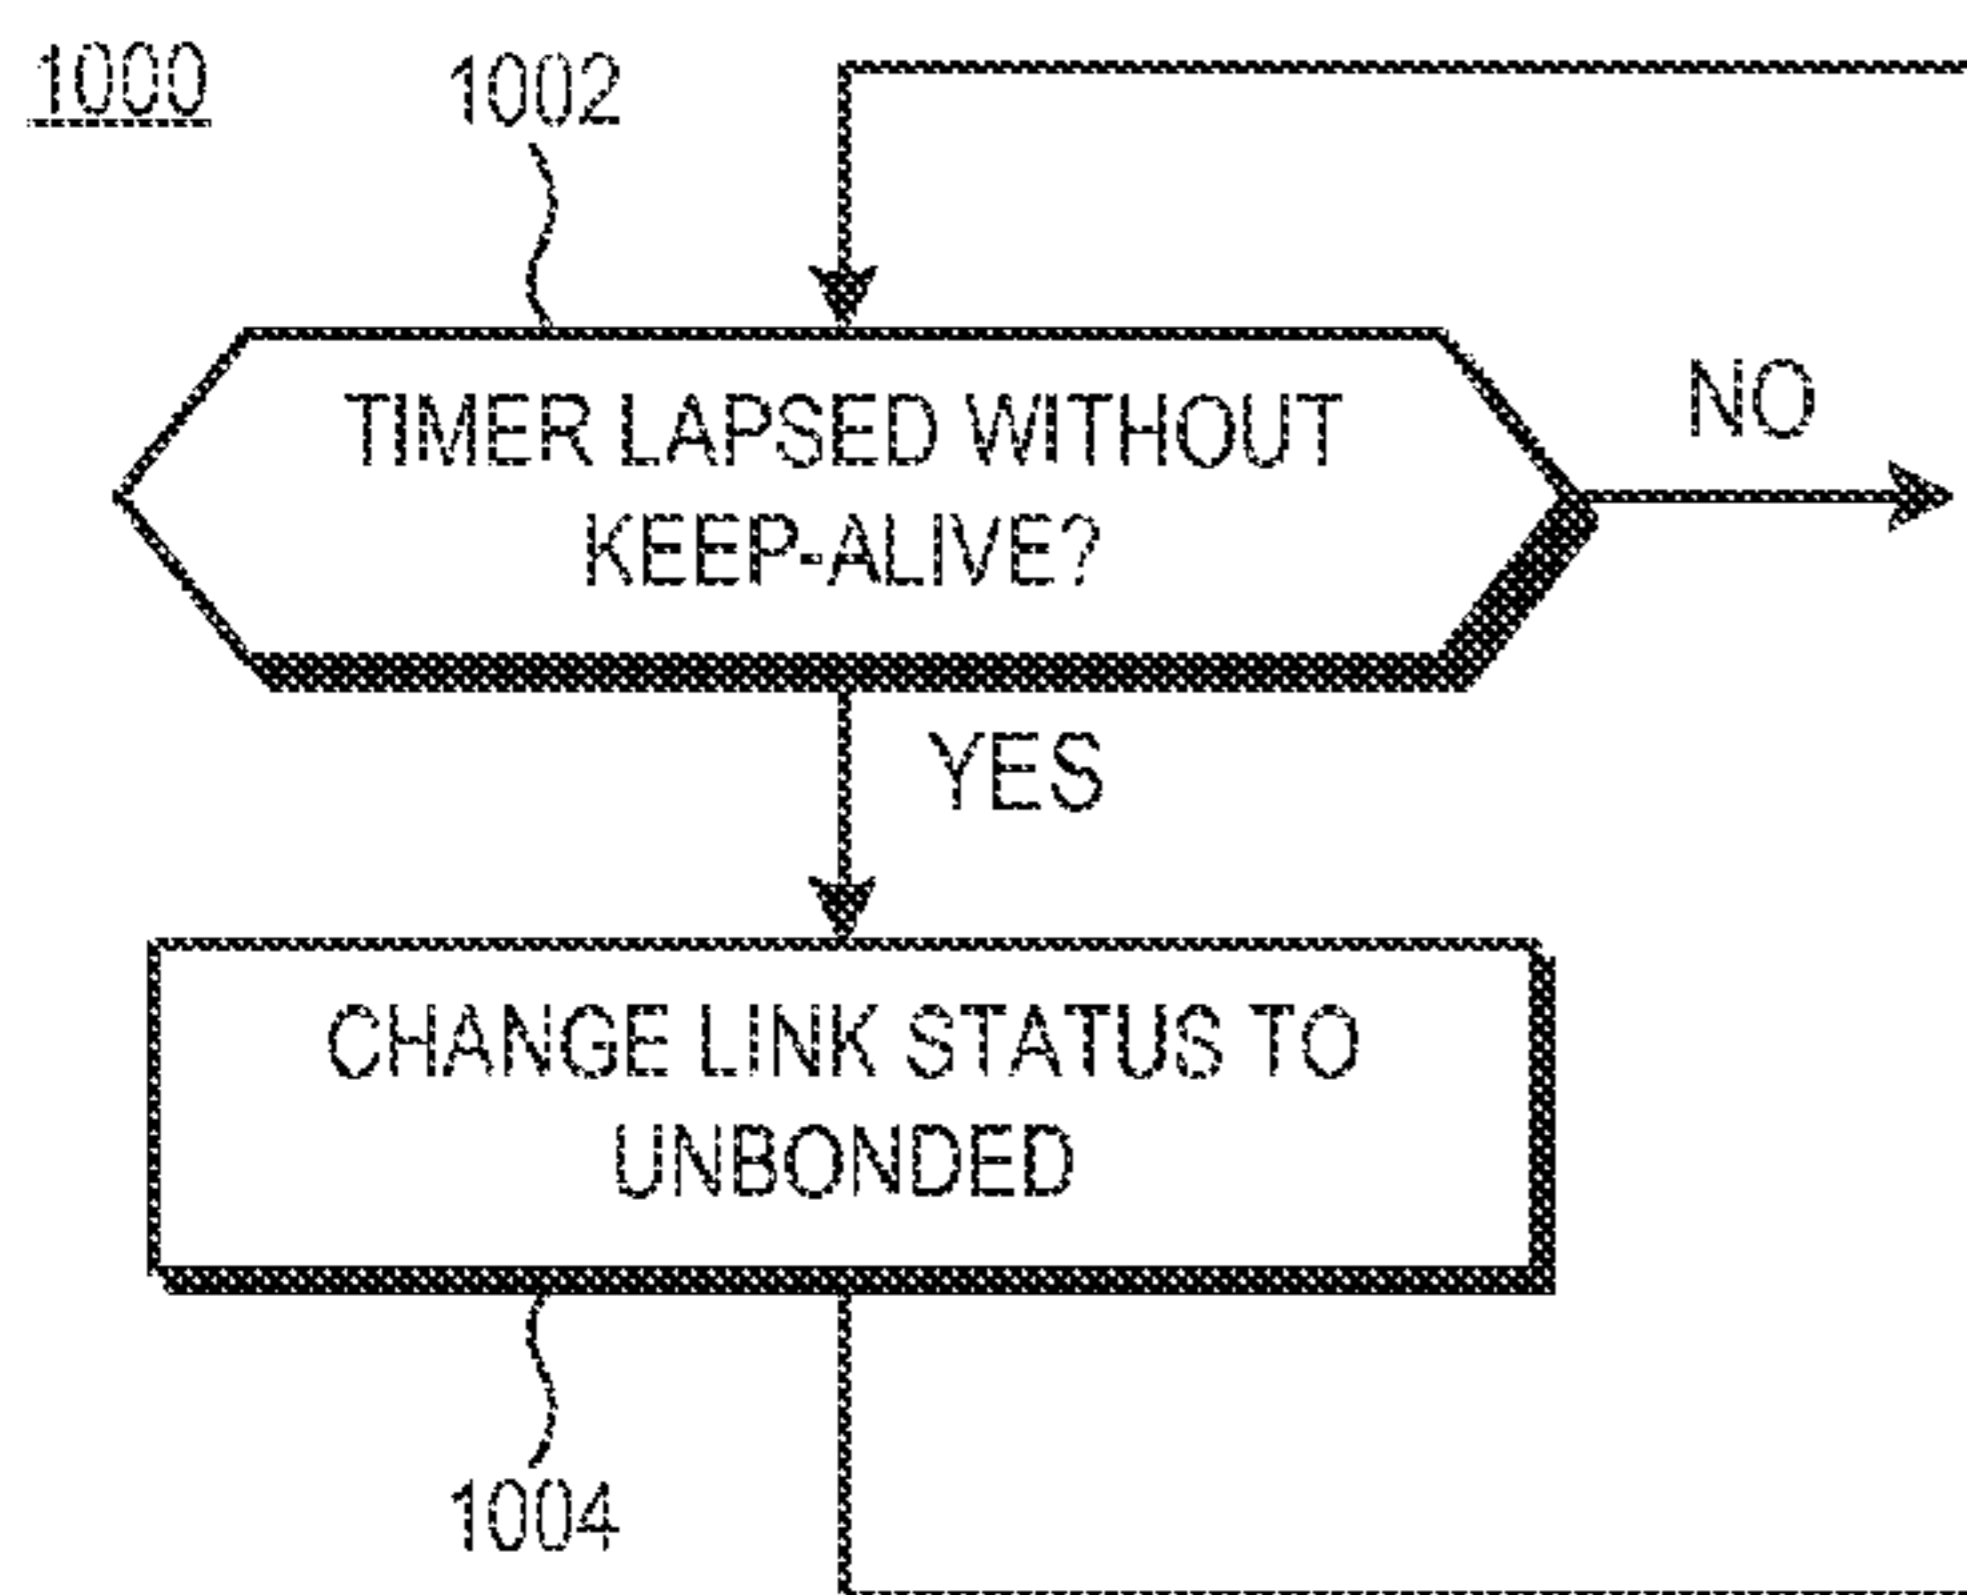 1000
1002
TIMER LAPSED WITHOUT
KEEP-ALIVE?
NO
YES
CHANGE LINK STATUS TO
UNBONDED
1004